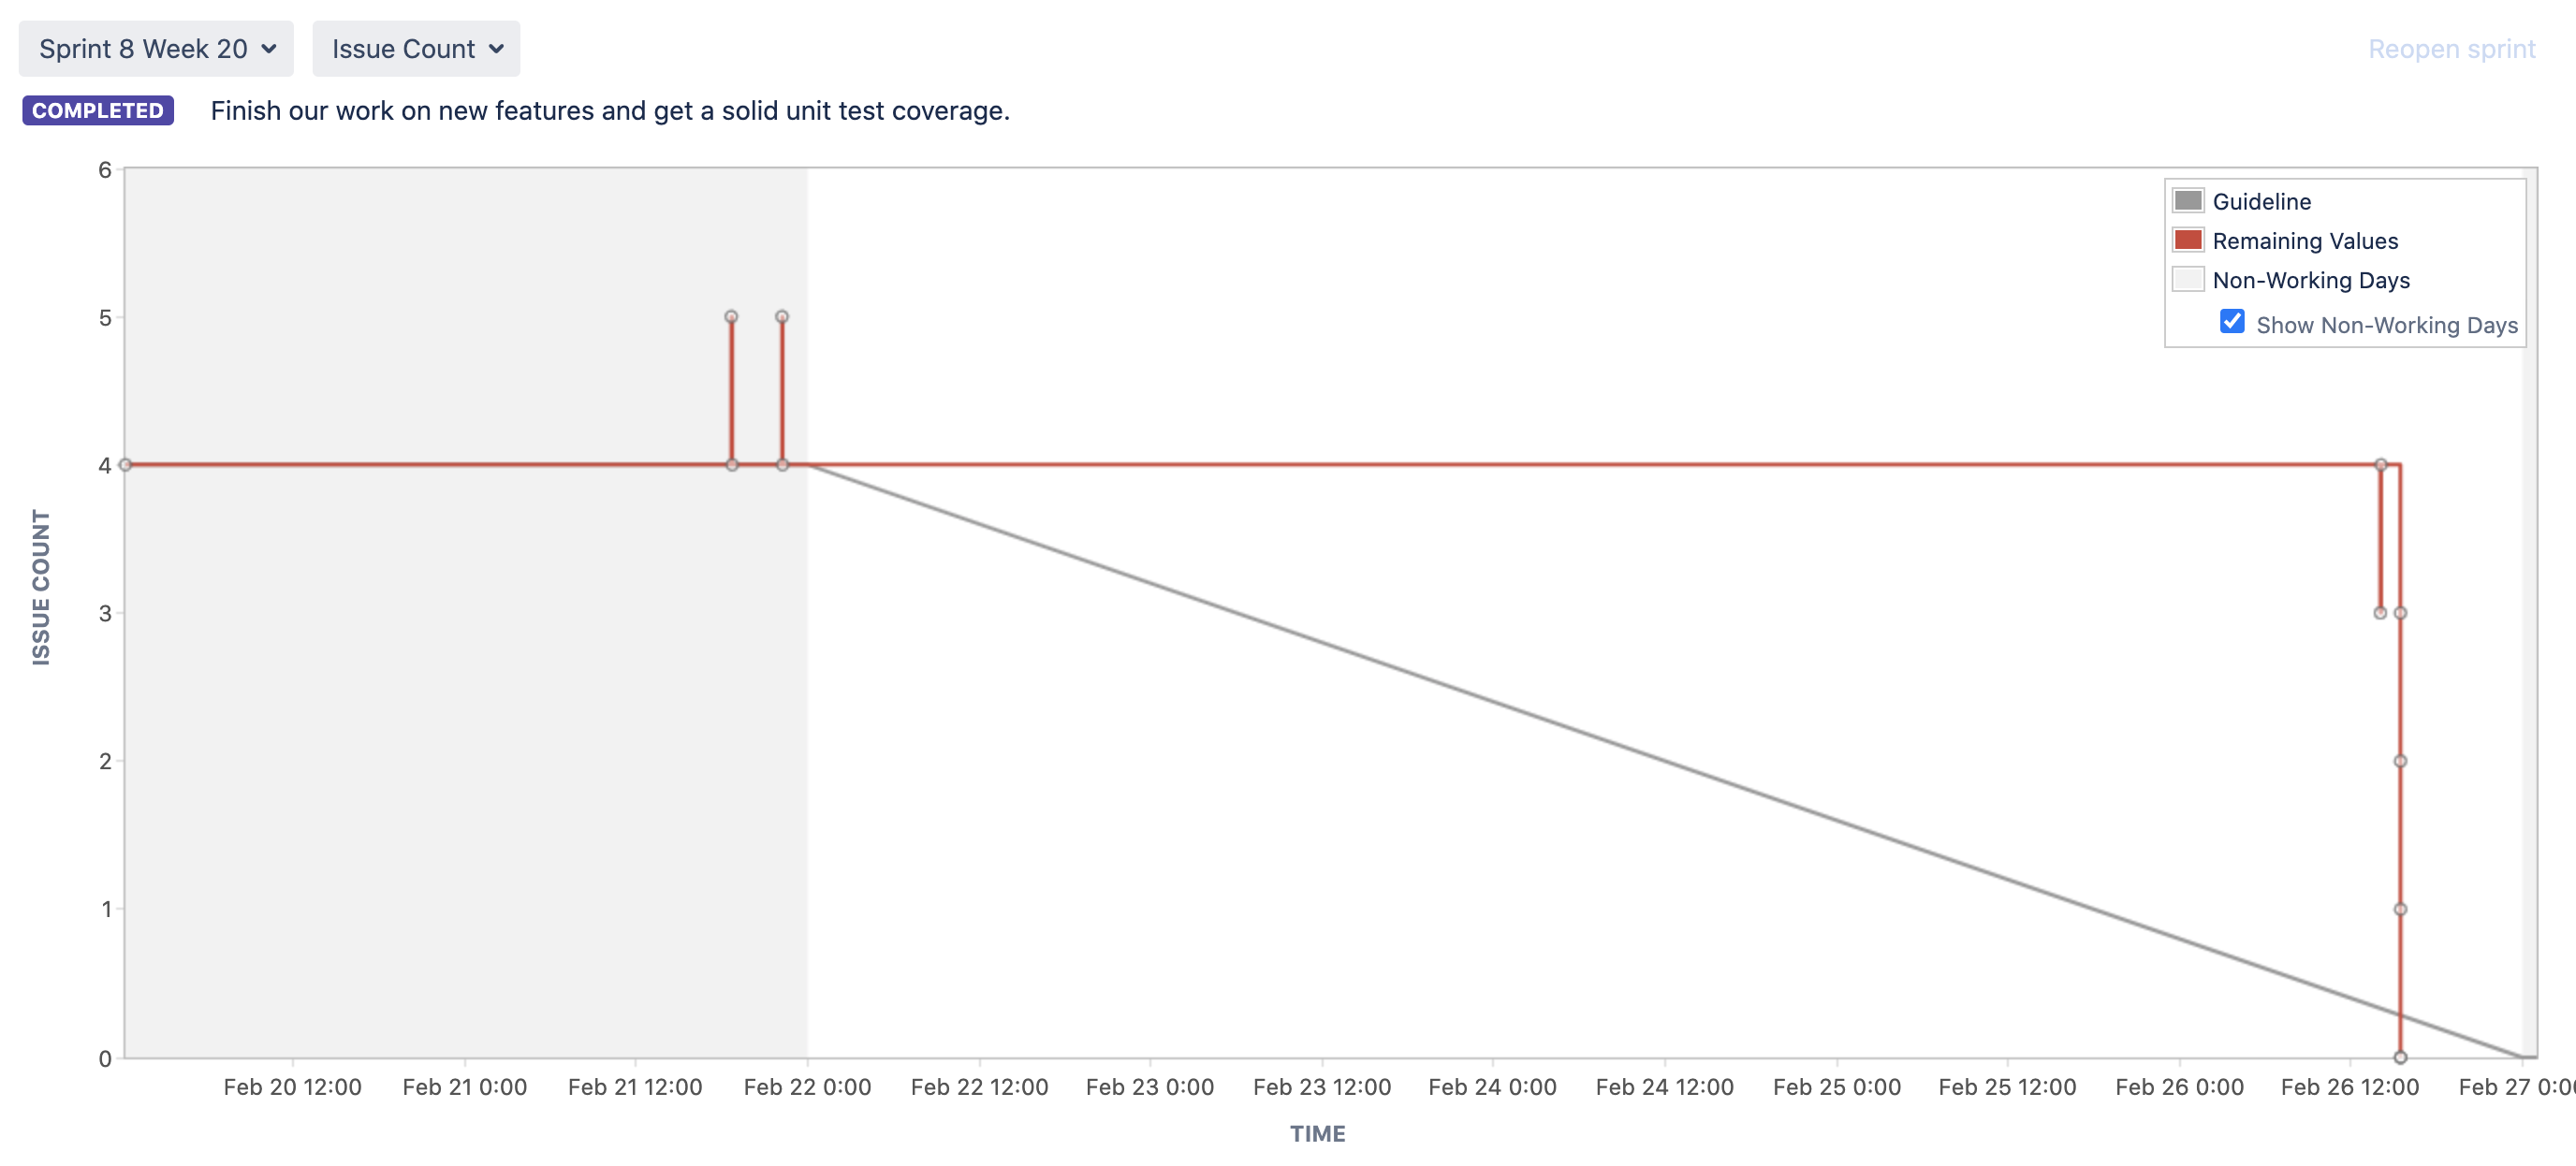 Sprint 8 Week 20
Issue Count
Reopen sprint
COMPLETED
Finish our work on new features and get a solid unit test coverage.
Guideline
Remaining Values
Non-Working Days
Show Non-Working Days
6
5
4
3
2
1
0
ISSUE COUNT
Feb 20 12:00
Feb 21 0:00
Feb 21 12:00
Feb 22 0:00
Feb 22 12:00
Feb 23 0:00
Feb 23 12:00
Feb 24 0:00
Feb 24 12:00
Feb 25 0:00
Feb 25 12:00
Feb 26 0:00
Feb 26 12:00
Feb 27 0:00
TIME